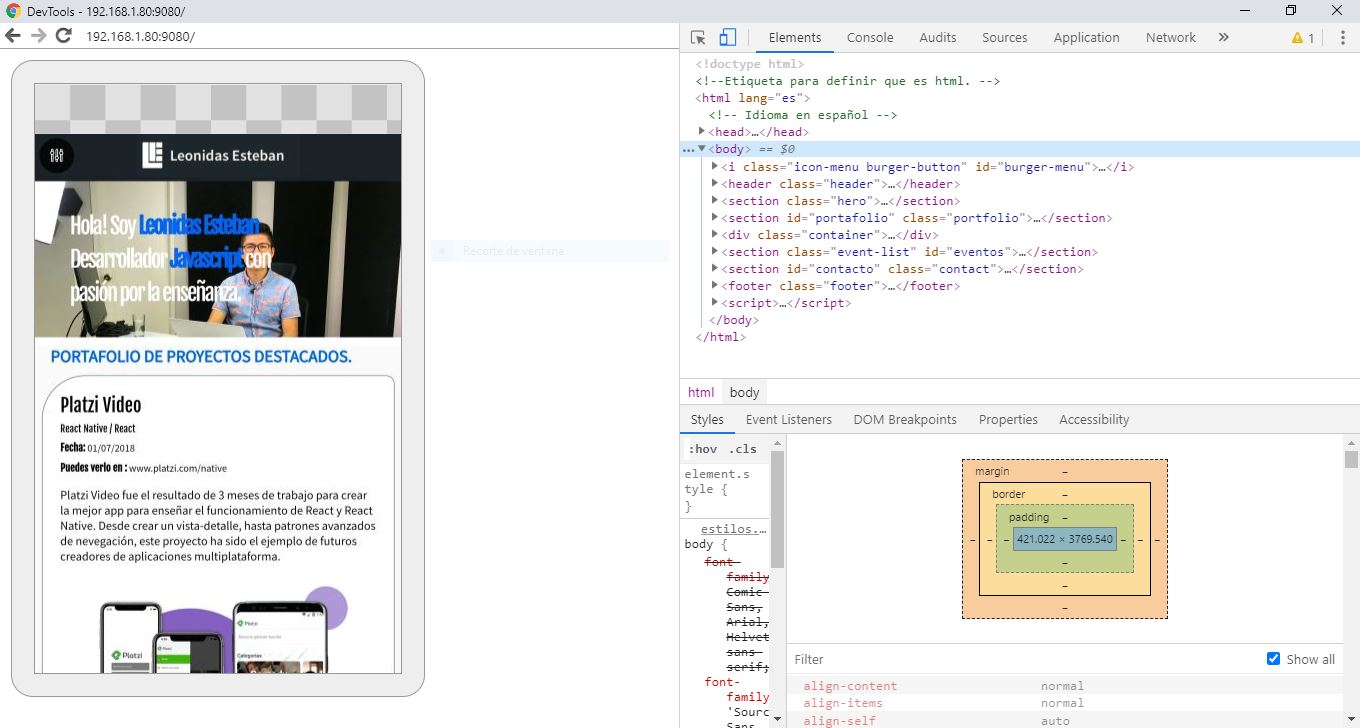 DevTools - 192.168.1.80:9080/
192.168.1.80:9080/
Leonidas Esteban
Hola! Soy Leonidas Esteban
Desarrollador Javascript con
pasión por la enseñanza.
Recorte de ventana
PORTAFOLIO DE PROYECTOS DESTACADOS.
Platzi Video
React Native / React
Fecha: 01/07/2018
Puedes verlo en : www.platzi.com/native
Platzi Video fue el resultado de 3 meses de trabajo para crear
la mejor app para enseñar el funcionamiento de React y React
Native. Desde crear un vista-detalle, hasta patrones avanzados
de nevegación, este proyecto ha sido el ejemplo de futuros
creadores de aplicaciones multiplataforma.
Platzi
Platzi
Categorías
Elements Console Audits Sources Application Network » 1
<!doctype html>
<!--Etiqueta para definir que es html. -->
<html lang="es">
<!-- Idioma en español -->
<head>…</head>
…<body> == $0
<i class="icon-menu burger-button" id="burger-menu">…</i>
<header class="header">…</header>
<section class="hero">…</section>
<section id="portafolio" class="portfolio">…</section>
<div class="container">…</div>
<section class="event-list" id="eventos">…</section>
<section id="contacto" class="contact">…</section>
<footer class="footer">…</footer>
<script>…</script>
</body>
</html>
html body
Styles Event Listeners DOM Breakpoints Properties Accessibility
:hov .cls
element.s
tyle {
}
estilos.…
body {
font-
family
Comic
Sans,
Arial,
Helvet
sans-
serif;
font-
family
'Sourc
Sans
margin –
border –
padding –
– – – 421.022 × 3769.540 – – –
–
–
–
Filter Show all
align-content normal
align-items normal
align-self auto